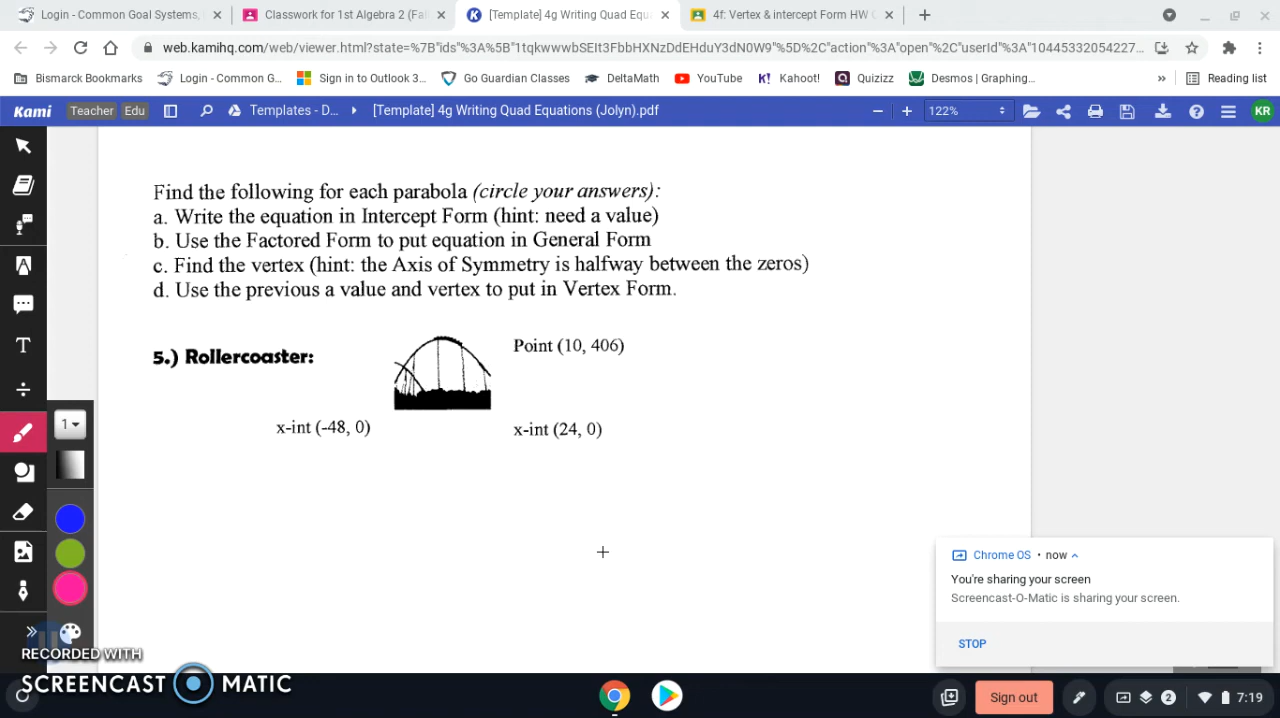 Login - Common Goal Systems,
Classwork for 1st Algebra 2 (Fal
[Template] 4g Writing Quad Equ
4f: Vertex & intercept Form HW
web.kamihq.com/web/viewer.html?state=%7B"ids"%3A%5B"1tqkwwwbSEIt3FbbHXNzDdEHduY3dN0W9"%5D%2C"action"%3A"open"%2C"userId"%3A"10445332054227...
Bismarck Bookmarks
Login - Common G...
Sign in to Outlook 3...
Go Guardian Classes
DeltaMath
YouTube
Kahoot!
Quizizz
Desmos | Graphing...
»
Reading list
Kami
Teacher
Edu
Templates - D...
[Template] 4g Writing Quad Equations (Jolyn).pdf
122%
KR
Find the following for each parabola (circle your answers):
a. Write the equation in Intercept Form (hint: need a value)
b. Use the Factored Form to put equation in General Form
c. Find the vertex (hint: the Axis of Symmetry is halfway between the zeros)
d. Use the previous a value and vertex to put in Vertex Form.
5.) Rollercoaster:
Point (10, 406)
x-int (-48, 0)
x-int (24, 0)
1
Chrome OS • now
You're sharing your screen
Screencast-O-Matic is sharing your screen.
STOP
RECORDED WITH
SCREENCAST MATIC
Sign out
2
7:19